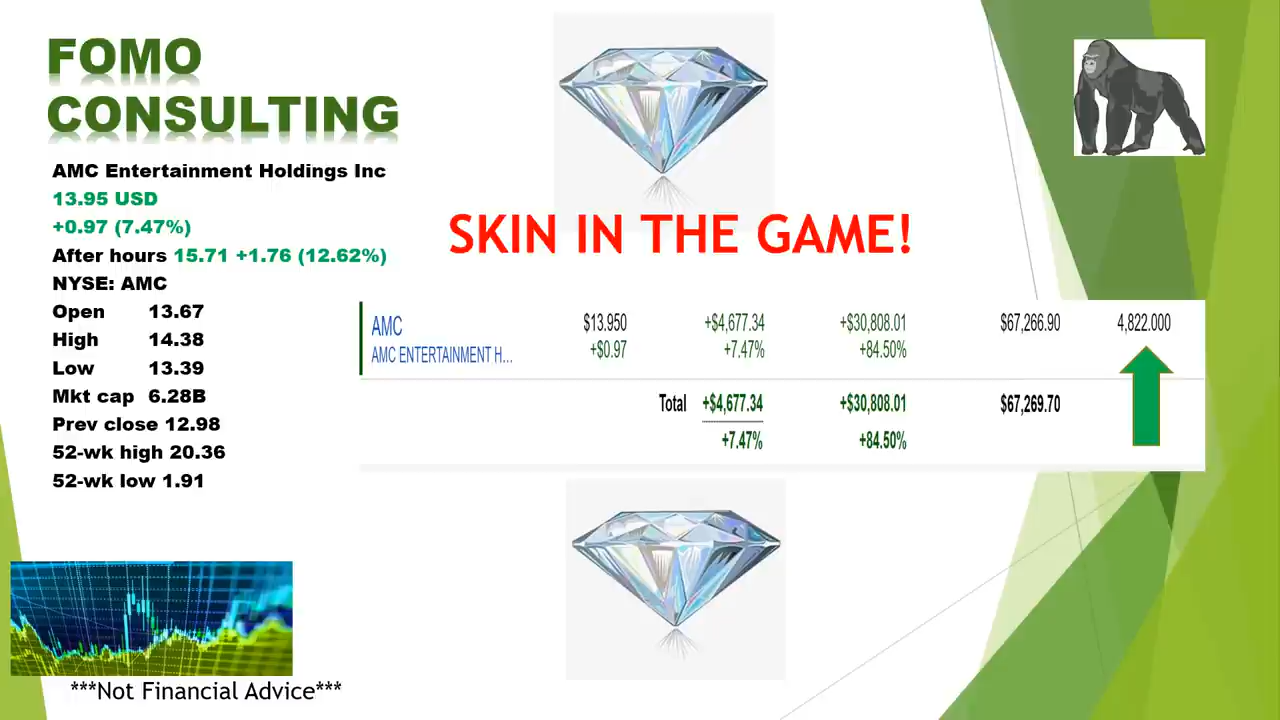 FOMO
CONSULTING
AMC Entertainment Holdings Inc
13.95 USD
+0.97 (7.47%)
After hours 15.71 +1.76 (12.62%)
NYSE: AMC
Open 13.67
High 14.38
Low 13.39
Mkt cap 6.28B
Prev close 12.98
52-wk high 20.36
52-wk low 1.91
SKIN IN THE GAME!
AMC $13.950 +$4,677.34 +$30,808.01 $67,266.90 4,822.000
AMC ENTERTAINMENT H... +$0.97 +7.47% +84.50%
Total +$4,677.34 +$30,808.01 $67,269.70
+7.47% +84.50%
***Not Financial Advice***